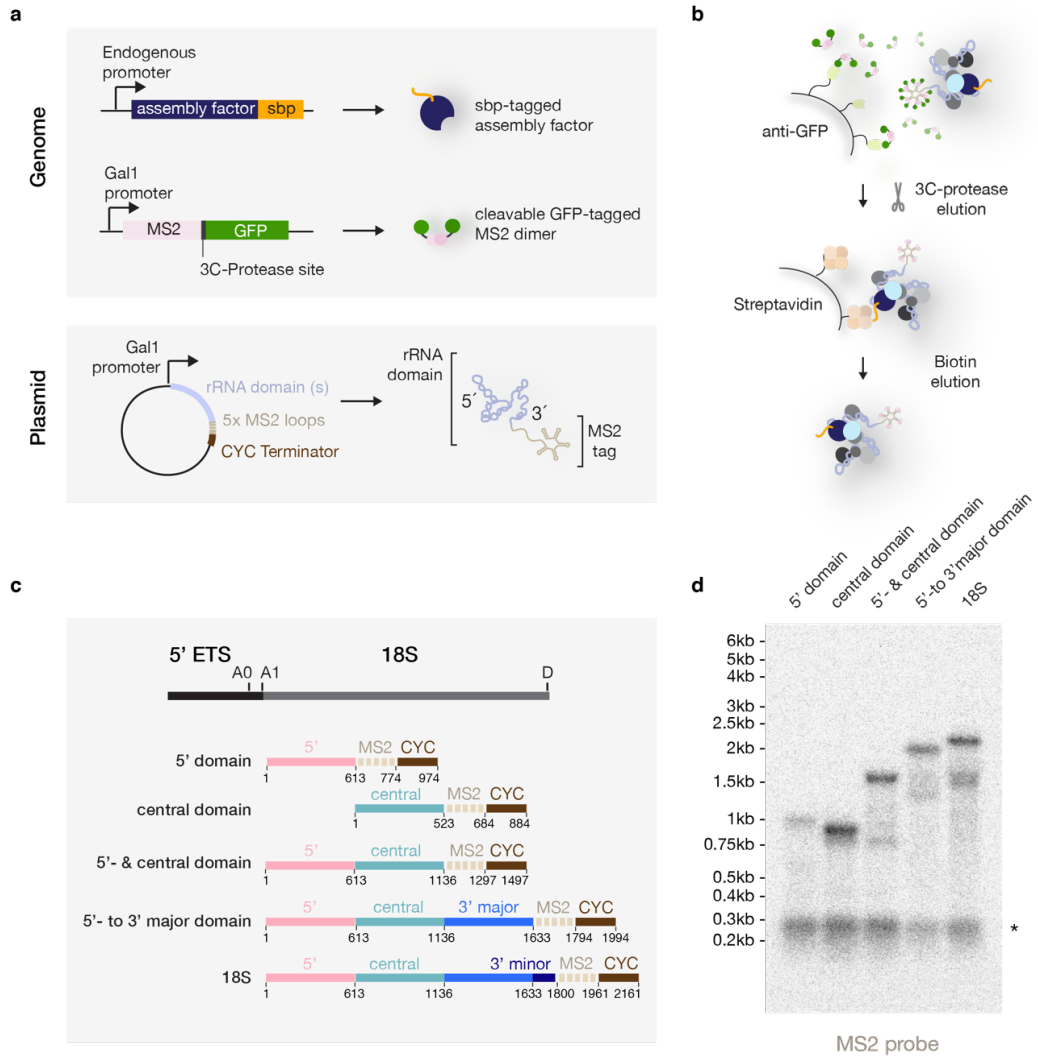 a
Genome
Endogenous
promoter
assembly factor
sbp
sbp-tagged
assembly factor
Gal1
promoter
MS2
GFP
3C-Protease site
cleavable GFP-tagged
MS2 dimer
Plasmid
Gal1
promoter
rRNA domain (s)
5x MS2 loops
CYC Terminator
rRNA
domain
5´
3´
MS2
tag
b
anti-GFP
3C-protease
elution
Streptavidin
Biotin
elution
c
5’ ETS
18S
A0
A1
D
5’ domain
5’
MS2
CYC
1
613
774
974
central domain
central
MS2
CYC
1
523
684
884
5’- & central domain
5’
central
MS2
CYC
1
613
1136
1297
1497
5’- to 3’ major domain
5’
central
3’ major
MS2
CYC
1
613
1136
1633
1794
1994
18S
5’
central
3’ minor
MS2
CYC
1
613
1136
1633
1800
1961
2161
d
5’ domain
central domain
5’- & central domain
5’-to 3’major domain
18S
6kb -
5kb -
4kb -
3kb -
2.5kb -
2kb -
1.5kb -
1kb -
0.75kb -
0.5kb -
0.4kb -
0.3kb -
0.2kb -
*
MS2 probe